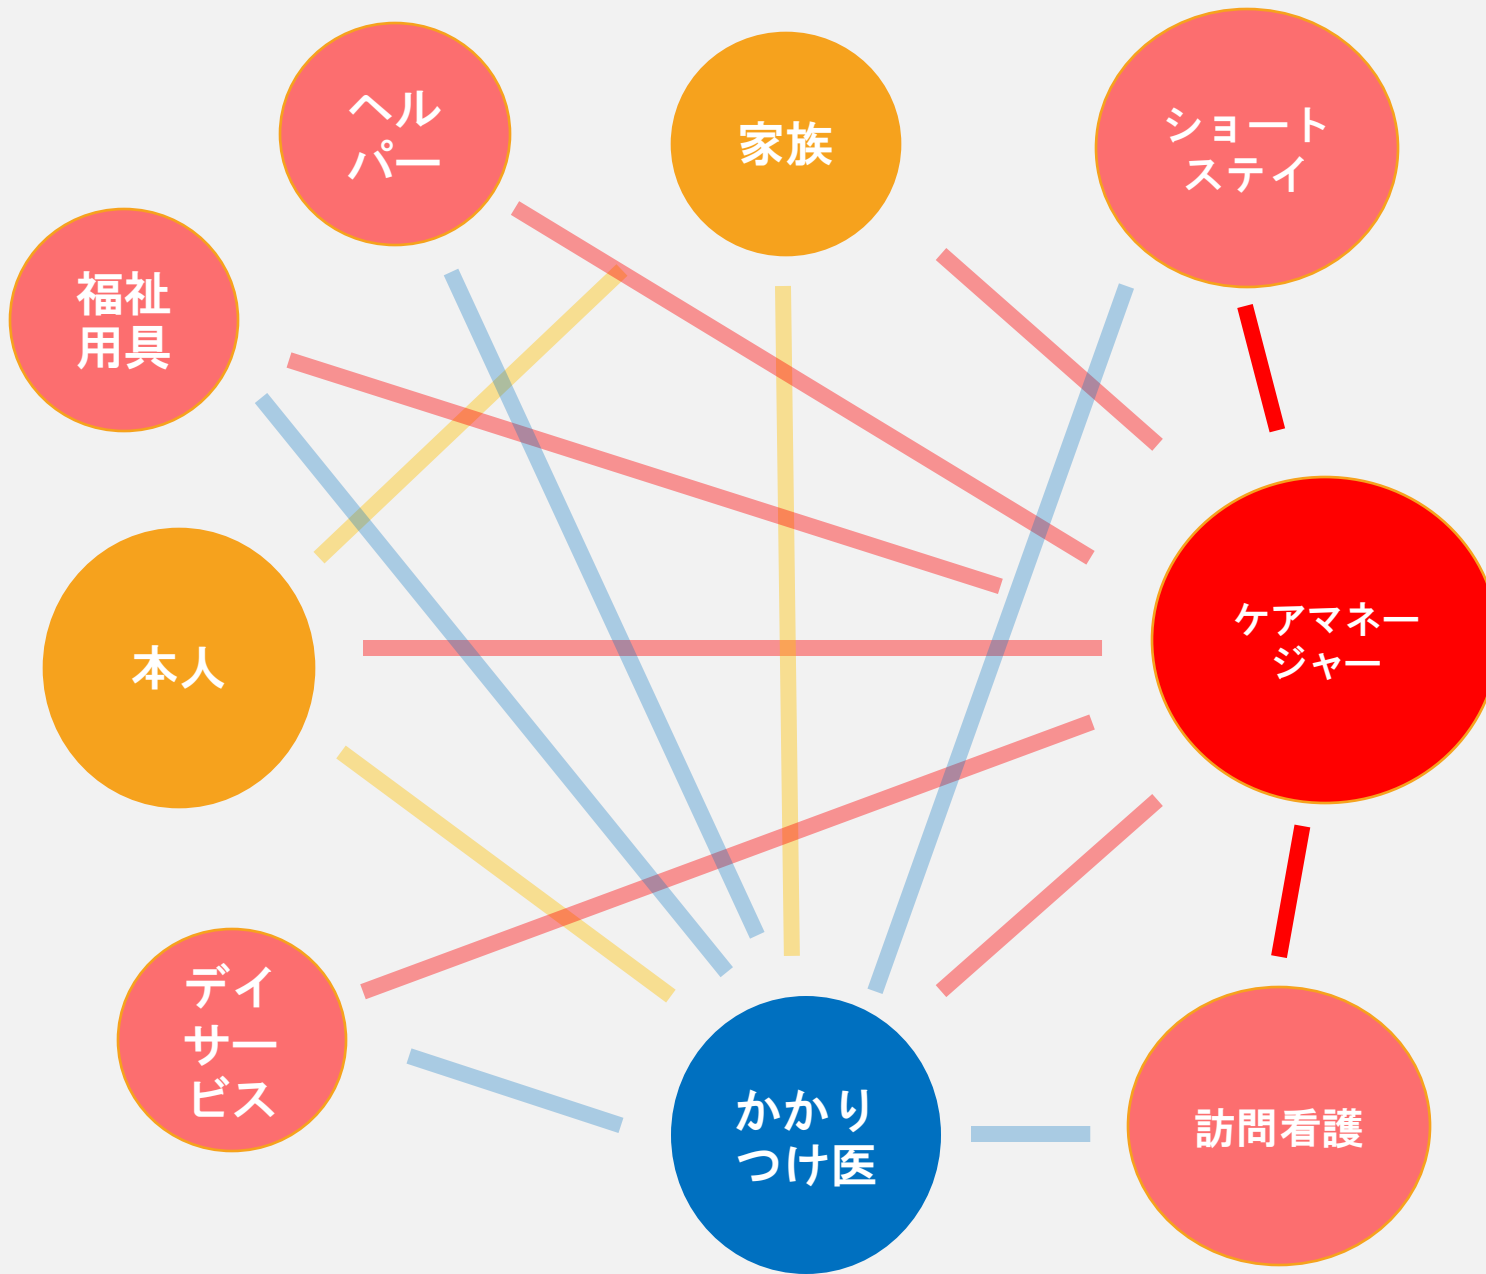 ヘル
パー
家族
ショート
ステイ
福祉
用具
本人
ケアマネー
ジャー
デイ
サー
ビス
かかり
つけ医
訪問看護